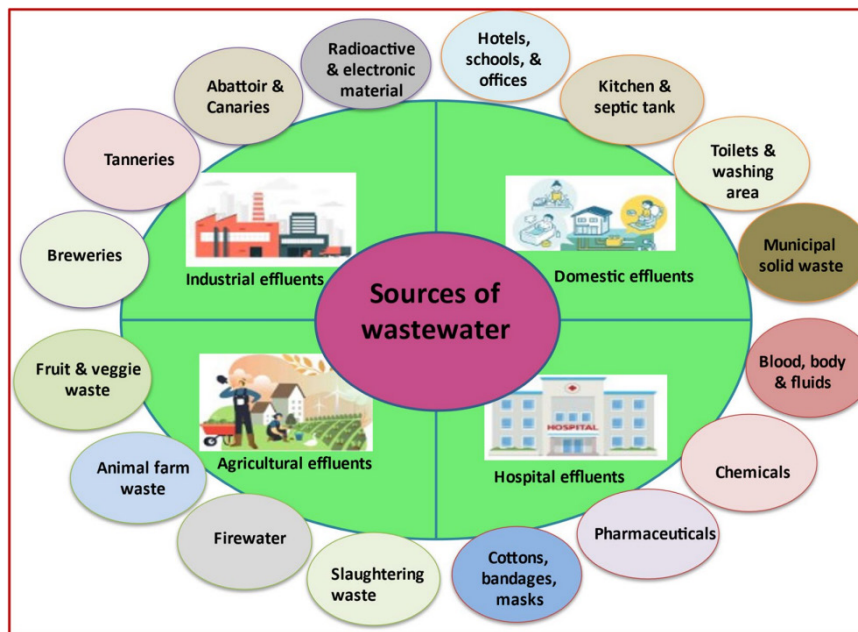 Radioactive
& electronic
material
Hotels,
schools, &
offices
Abattoir &
Canaries
Kitchen &
septic tank
Tanneries
Toilets &
washing
area
Breweries
Industrial effluents
Domestic effluents
Municipal
solid waste
Sources of
wastewater
Fruit & veggie
waste
Blood, body
& fluids
HOSPITAL
Agricultural effluents
Hospital effluents
Animal farm
waste
Chemicals
Firewater
Pharmaceuticals
Slaughtering
waste
Cottons,
bandages,
masks